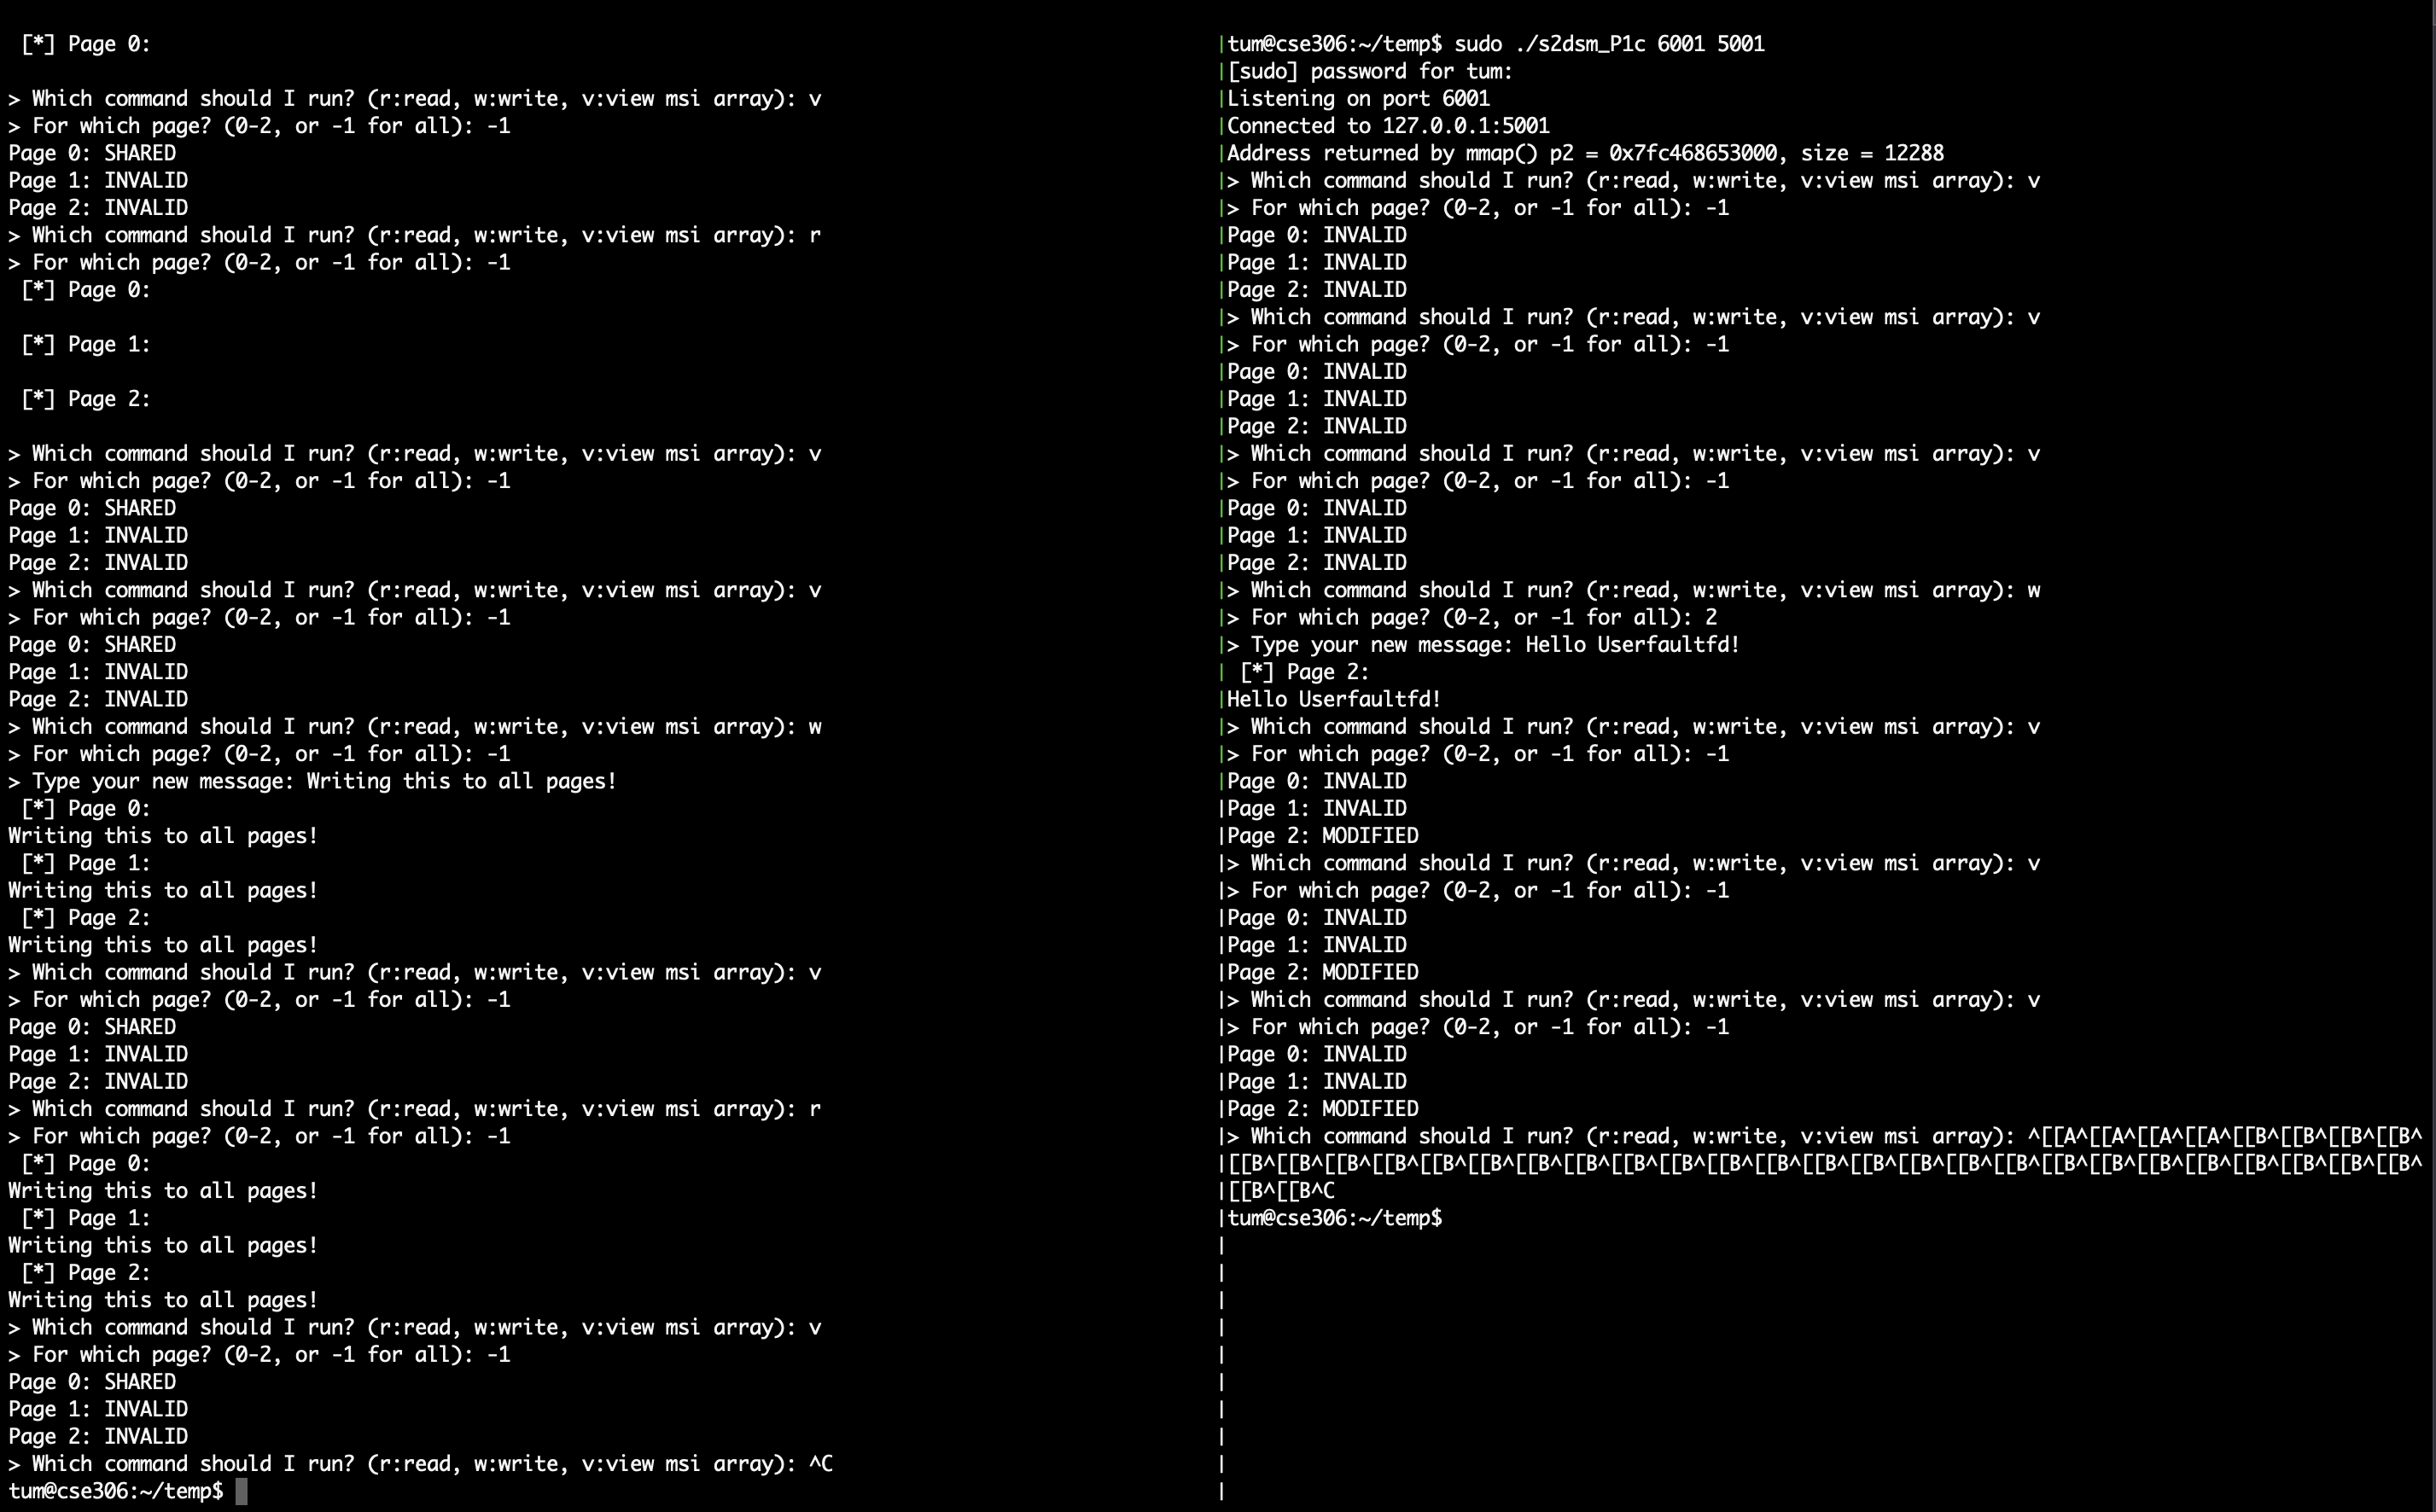 [*] Page 0:
> Which command should I run? (r:read, w:write, v:view msi array): v
> For which page? (0-2, or -1 for all): -1
Page 0: SHARED
Page 1: INVALID
Page 2: INVALID
> Which command should I run? (r:read, w:write, v:view msi array): r
> For which page? (0-2, or -1 for all): -1
[*] Page 0:
[*] Page 1:
[*] Page 2:
> Which command should I run? (r:read, w:write, v:view msi array): v
> For which page? (0-2, or -1 for all): -1
Page 0: SHARED
Page 1: INVALID
Page 2: INVALID
> Which command should I run? (r:read, w:write, v:view msi array): v
> For which page? (0-2, or -1 for all): -1
Page 0: SHARED
Page 1: INVALID
Page 2: INVALID
> Which command should I run? (r:read, w:write, v:view msi array): w
> For which page? (0-2, or -1 for all): -1
> Type your new message: Writing this to all pages!
[*] Page 0:
Writing this to all pages!
[*] Page 1:
Writing this to all pages!
[*] Page 2:
Writing this to all pages!
> Which command should I run? (r:read, w:write, v:view msi array): v
> For which page? (0-2, or -1 for all): -1
Page 0: SHARED
Page 1: INVALID
Page 2: INVALID
> Which command should I run? (r:read, w:write, v:view msi array): r
> For which page? (0-2, or -1 for all): -1
[*] Page 0:
Writing this to all pages!
[*] Page 1:
Writing this to all pages!
[*] Page 2:
Writing this to all pages!
> Which command should I run? (r:read, w:write, v:view msi array): v
> For which page? (0-2, or -1 for all): -1
Page 0: SHARED
Page 1: INVALID
Page 2: INVALID
> Which command should I run? (r:read, w:write, v:view msi array): ^C
tum@cse306:~/temp$
tum@cse306:~/temp$ sudo ./s2dsm_P1c 6001 5001
[sudo] password for tum:
Listening on port 6001
Connected to 127.0.0.1:5001
Address returned by mmap() p2 = 0x7fc468653000, size = 12288
> Which command should I run? (r:read, w:write, v:view msi array): v
> For which page? (0-2, or -1 for all): -1
Page 0: INVALID
Page 1: INVALID
Page 2: INVALID
> Which command should I run? (r:read, w:write, v:view msi array): v
> For which page? (0-2, or -1 for all): -1
Page 0: INVALID
Page 1: INVALID
Page 2: INVALID
> Which command should I run? (r:read, w:write, v:view msi array): v
> For which page? (0-2, or -1 for all): -1
Page 0: INVALID
Page 1: INVALID
Page 2: INVALID
> Which command should I run? (r:read, w:write, v:view msi array): w
> For which page? (0-2, or -1 for all): 2
> Type your new message: Hello Userfaultfd!
[*] Page 2:
Hello Userfaultfd!
> Which command should I run? (r:read, w:write, v:view msi array): v
> For which page? (0-2, or -1 for all): -1
Page 0: INVALID
Page 1: INVALID
Page 2: MODIFIED
> Which command should I run? (r:read, w:write, v:view msi array): v
> For which page? (0-2, or -1 for all): -1
Page 0: INVALID
Page 1: INVALID
Page 2: MODIFIED
> Which command should I run? (r:read, w:write, v:view msi array): v
> For which page? (0-2, or -1 for all): -1
Page 0: INVALID
Page 1: INVALID
Page 2: MODIFIED
> Which command should I run? (r:read, w:write, v:view msi array): ^[[A^[[A^[[A^[[A^[[B^[[B^[[B^[[B^
[[B^[[B^[[B^[[B^[[B^[[B^[[B^[[B^[[B^[[B^[[B^[[B^[[B^[[B^[[B^[[B^[[B^[[B^[[B^[[B^[[B^[[B^[[B^[[B^[[B^
[[B^[[B^C
tum@cse306:~/temp$